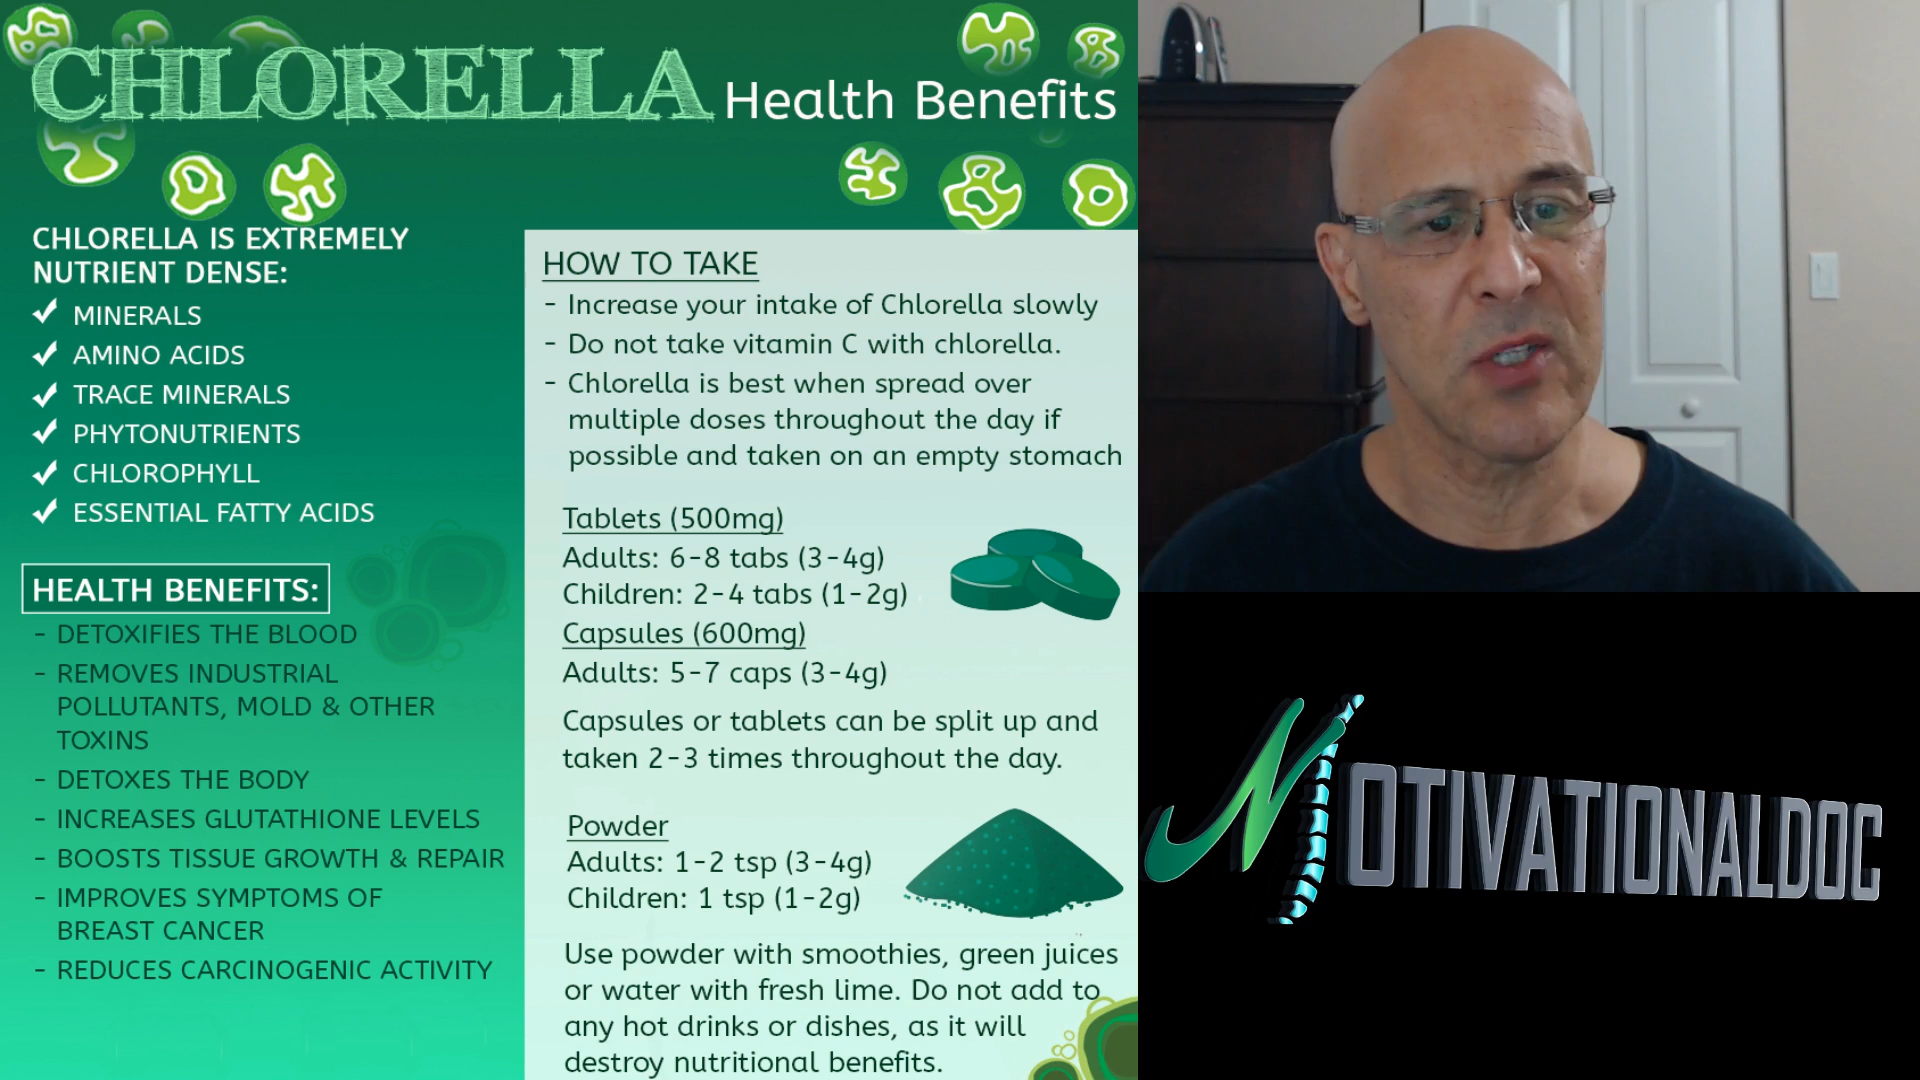 CHLORELLA Health Benefits
CHLORELLA IS EXTREMELY
NUTRIENT DENSE:
MINERALS
AMINO ACIDS
TRACE MINERALS
PHYTONUTRIENTS
CHLOROPHYLL
ESSENTIAL FATTY ACIDS
HEALTH BENEFITS:
- DETOXIFIES THE BLOOD
- REMOVES INDUSTRIAL
POLLUTANTS, MOLD & OTHER
TOXINS
- DETOXES THE BODY
- INCREASES GLUTATHIONE LEVELS
- BOOSTS TISSUE GROWTH & REPAIR
- IMPROVES SYMPTOMS OF
BREAST CANCER
- REDUCES CARCINOGENIC ACTIVITY
HOW TO TAKE
- Increase your intake of Chlorella slowly
- Do not take vitamin C with chlorella.
- Chlorella is best when spread over
multiple doses throughout the day if
possible and taken on an empty stomach
Tablets (500mg)
Adults: 6-8 tabs (3-4g)
Children: 2-4 tabs (1-2g)
Capsules (600mg)
Adults: 5-7 caps (3-4g)
Capsules or tablets can be split up and
taken 2-3 times throughout the day.
Powder
Adults: 1-2 tsp (3-4g)
Children: 1 tsp (1-2g)
Use powder with smoothies, green juices
or water with fresh lime. Do not add to
any hot drinks or dishes, as it will
destroy nutritional benefits.
MOTIVATIONALDOC